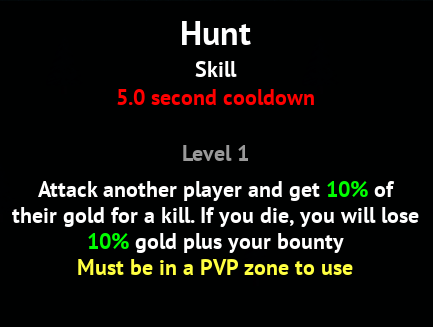 Hunt
Skill
5.0 second cooldown
Level 1
Attack another player and get 10% of
their gold for a kill. If you die, you will lose
10% gold plus your bounty
Must be in a PVP zone to use